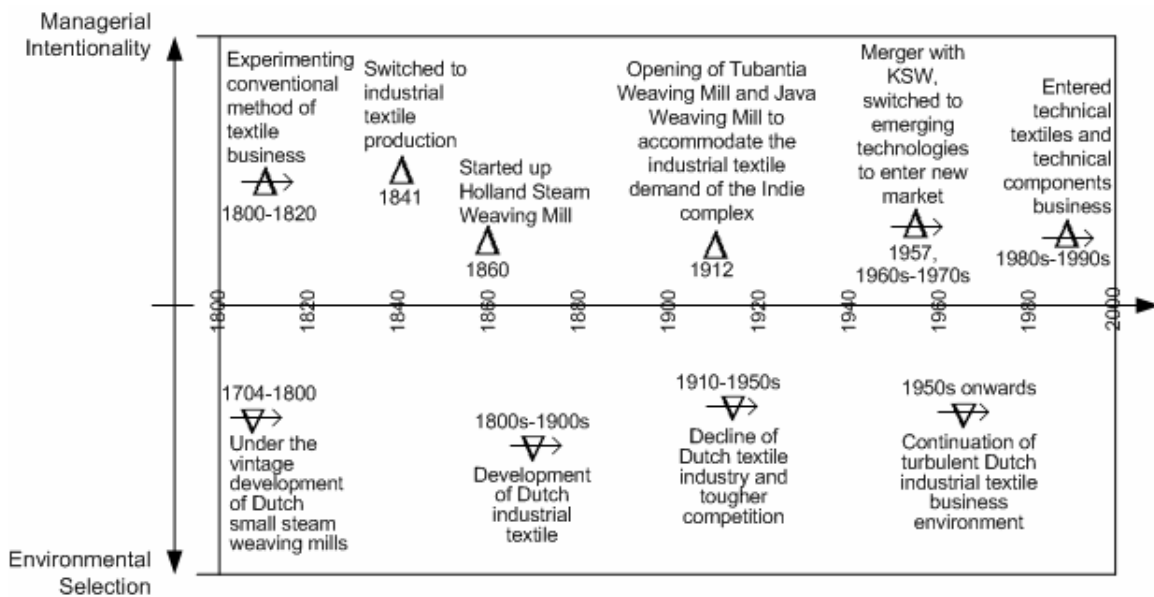 Managerial
Intentionality
Experimenting
conventional
method of
textile
business
1800-1820
Switched to
industrial
textile
production
1841
Started up
Holland Steam
Weaving Mill
1860
Opening of Tubantia
Weaving Mill and Java
Weaving Mill to
accommodate the
industrial textile
demand of the Indie
complex
1912
Merger with
KSW,
switched to
emerging
technologies
to enter new
market
1957,
1960s-1970s
Entered
technical
textiles and
technical
components
business
1980s-1990s
1800
1820
1840
1860
1880
1900
1920
1940
1960
1980
2000
1704-1800
Under the
vintage
development
of Dutch
small steam
weaving mills
1800s-1900s
Development
of Dutch
industrial
textile
1910-1950s
Decline of
Dutch textile
industry and
tougher
competition
1950s onwards
Continuation of
turbulent Dutch
industrial textile
business
environment
Environmental
Selection